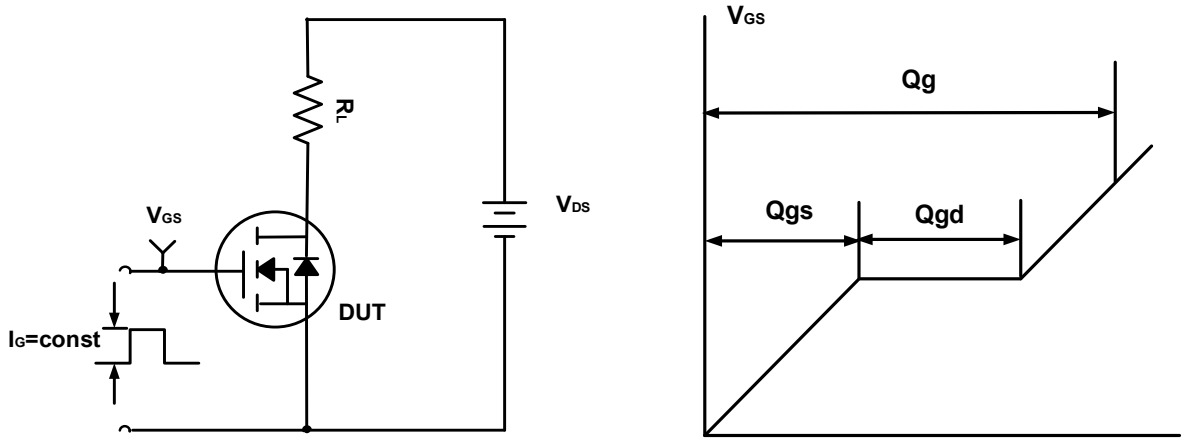 RL
VDS
VGS
DUT
IG=const
VGS
Qg
Qgs
Qgd